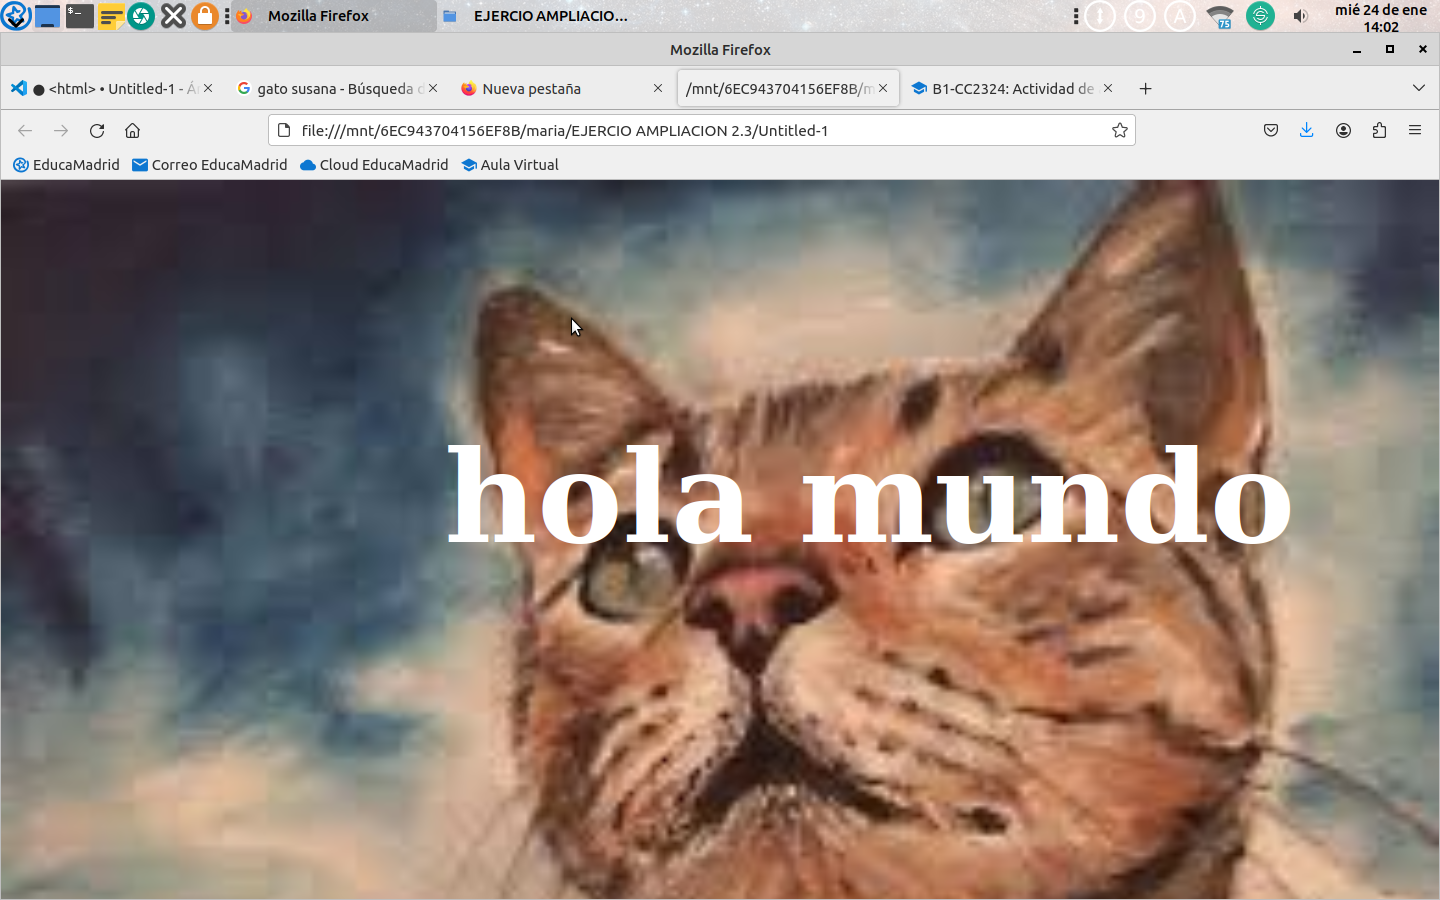 Mozilla Firefox
EJERCIO AMPLIACIO...
9
A
75
mié 24 de ene
14:02
Mozilla Firefox
● <html> • Untitled-1 - Á
gato susana - Búsqueda d
Nueva pestaña
/mnt/6EC943704156EF8B/m
B1-CC2324: Actividad de
file:///mnt/6EC943704156EF8B/maria/EJERCIO AMPLIACION 2.3/Untitled-1
EducaMadrid
Correo EducaMadrid
Cloud EducaMadrid
Aula Virtual
hola mundo